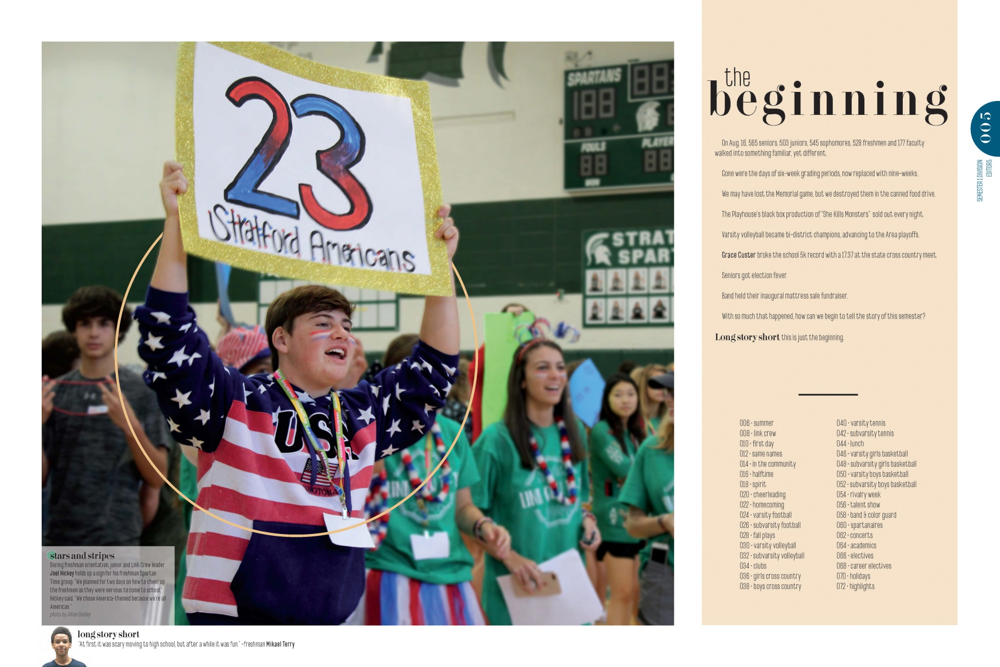 23
Stratford Americans
SPARTANS
FOULS
PLAYER
STRAT
SPAR
USA
stars and stripes
During freshman orientation, junior and Link Crew leader
Joel Hickey holds up a sign for his freshman Spartan
Time group. "We planned for two days on how to cheer up
the freshmen as they were nervous to come to school,"
Hickey said. "We chose America-themed because we're all
American."
photo by Jillian Donley
long story short
"At first it was scary moving to high school, but after a while it was fun." -freshman Mikael Terry
the
beginning
On Aug. 16, 565 seniors, 503 juniors, 545 sophomores, 528 freshmen and 177 faculty
walked into something familiar, yet different.
Gone were the days of six-week grading periods, now replaced with nine-weeks.
We may have lost the Memorial game, but we destroyed them in the canned food drive.
The Playhouse's black box production of "She Kills Monsters" sold out every night.
Varsity volleyball became bi-district champions, advancing to the Area playoffs.
Grace Custer broke the school 5k record with a 17:37 at the state cross country meet.
Seniors got election fever.
Band held their inaugural mattress sale fundraiser.
With so much that happened, how can we begin to tell the story of this semester?
Long story short, this is just the beginning.
006 • summer
008 • link crew
010 • first day
012 • same names
014 • in the community
016 • halftime
018 • spirit
020 • cheerleading
022 • homecoming
024 • varsity football
026 • subvarsity football
028 • fall plays
030 • varsity volleyball
032 • subvarsity volleyball
034 • clubs
036 • girls cross country
038 • boys cross country
040 • varsity tennis
042 • subvarsity tennis
044 • lunch
046 • varsity girls basketball
048 • subvarsity girls basketball
050 • varsity boys basketball
052 • subvarsity boys basketball
054 • rivalry week
056 • talent show
058 • band & color guard
060 • spartanaires
062 • concerts
064 • academics
066 • electives
068 • career electives
070 • holidays
072 • highlights
005
SEMESTER 1 DIVISION
EDITORS